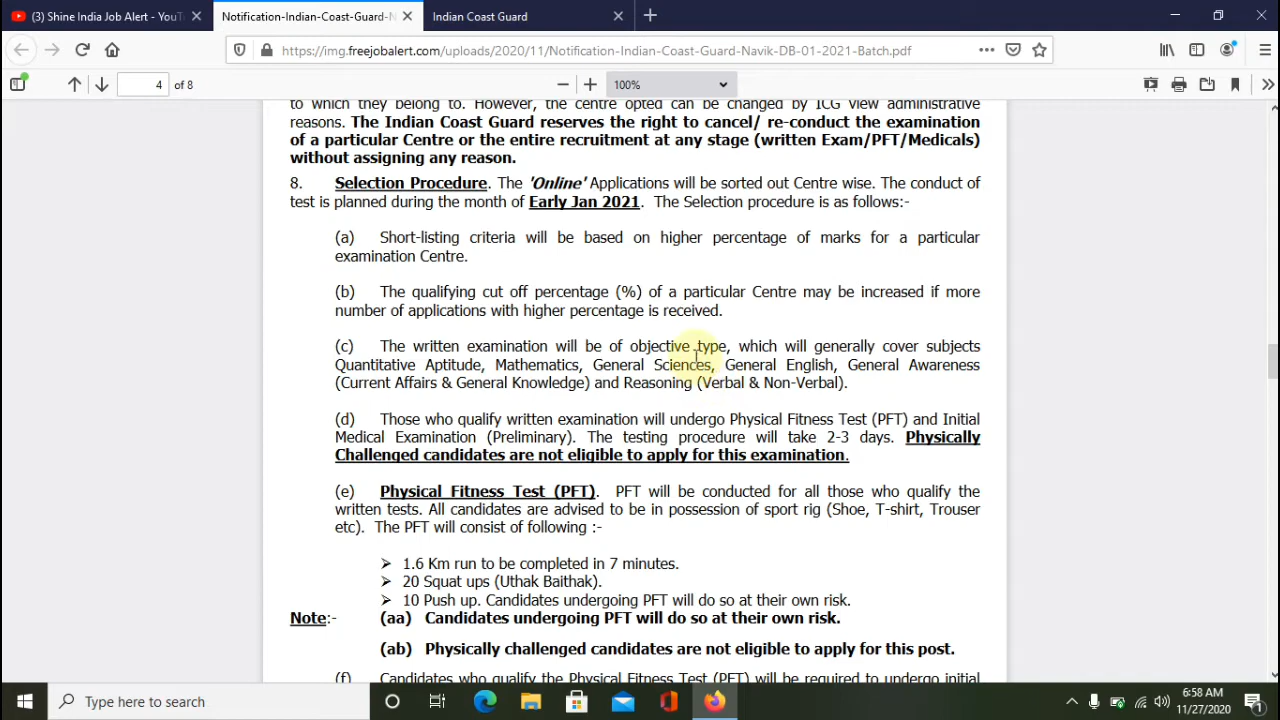 (3) Shine India Job Alert - YouT
Notification-Indian-Coast-Guard-N
Indian Coast Guard
https://img.freejobalert.com/uploads/2020/11/Notification-Indian-Coast-Guard-Navik-DB-01-2021-Batch.pdf
4 of 8
100%
to which they belong to. However, the centre opted can be changed by ICG view administrative
reasons. The Indian Coast Guard reserves the right to cancel/ re-conduct the examination
of a particular Centre or the entire recruitment at any stage (written Exam/PFT/Medicals)
without assigning any reason.
8. Selection Procedure. The 'Online' Applications will be sorted out Centre wise. The conduct of
test is planned during the month of Early Jan 2021. The Selection procedure is as follows:-
(a) Short-listing criteria will be based on higher percentage of marks for a particular
examination Centre.
(b) The qualifying cut off percentage (%) of a particular Centre may be increased if more
number of applications with higher percentage is received.
(c) The written examination will be of objective type, which will generally cover subjects
Quantitative Aptitude, Mathematics, General Sciences, General English, General Awareness
(Current Affairs & General Knowledge) and Reasoning (Verbal & Non-Verbal).
(d) Those who qualify written examination will undergo Physical Fitness Test (PFT) and Initial
Medical Examination (Preliminary). The testing procedure will take 2-3 days. Physically
Challenged candidates are not eligible to apply for this examination.
(e) Physical Fitness Test (PFT). PFT will be conducted for all those who qualify the
written tests. All candidates are advised to be in possession of sport rig (Shoe, T-shirt, Trouser
etc). The PFT will consist of following :-
➢ 1.6 Km run to be completed in 7 minutes.
➢ 20 Squat ups (Uthak Baithak).
➢ 10 Push up. Candidates undergoing PFT will do so at their own risk.
Note:- (aa) Candidates undergoing PFT will do so at their own risk.
(ab) Physically challenged candidates are not eligible to apply for this post.
(f) Candidates who qualify the Physical Fitness Test (PFT) will be required to undergo initial
Type here to search
6:58 AM
11/27/2020
1